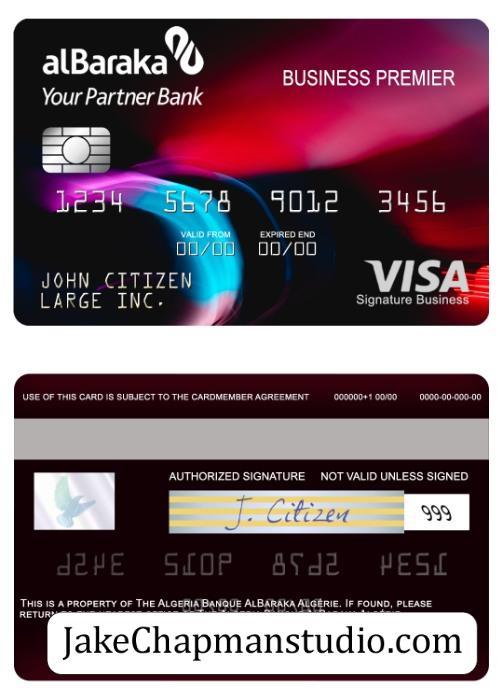 alBaraka
Your Partner Bank
BUSINESS PREMIER
1234 5678 9012 3456
VALID FROM EXPIRED END
00/00 00/00
JOHN CITIZEN
LARGE INC.
VISA
Signature Business
USE OF THIS CARD IS SUBJECT TO THE CARDMEMBER AGREEMENT 000000+1 00/00 0000-00-000-00
AUTHORIZED SIGNATURE NOT VALID UNLESS SIGNED
J. Citizen 999
THIS IS A PROPERTY OF THE ALGERIA BANQUE ALBARAKA ALGÉRIE. IF FOUND, PLEASE
RETURN
JakeChapmanstudio.com